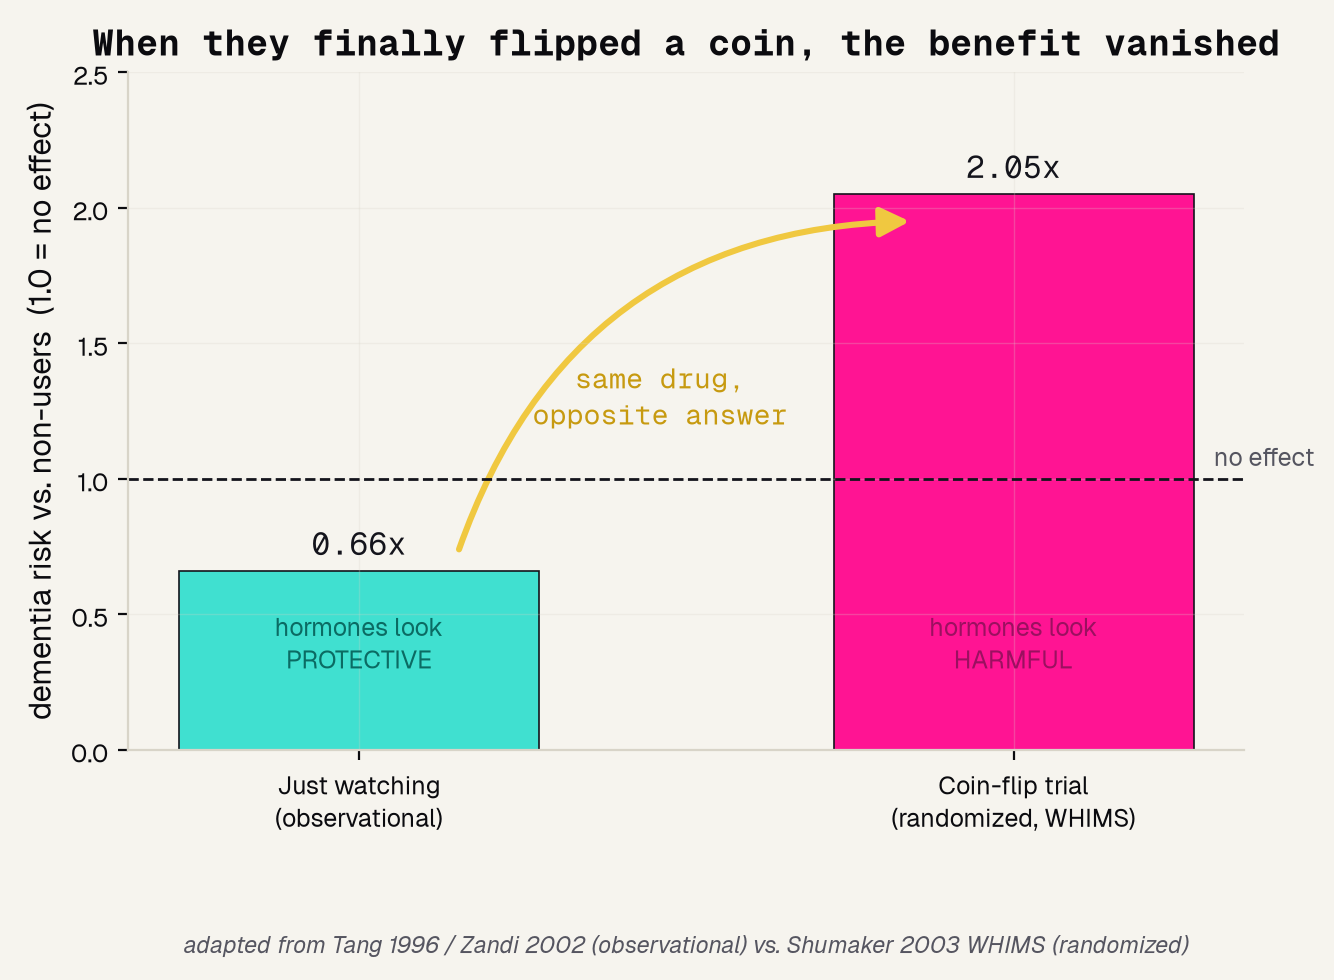 When they finally flipped a coin, the benefit vanished
dementia risk vs. non-users (1.0 = no effect)
2.5
2.0
1.5
1.0
0.5
0.0
2.05x
same drug,
opposite answer
no effect
0.66x
hormones look
PROTECTIVE
hormones look
HARMFUL
Just watching
(observational)
Coin-flip trial
(randomized, WHIMS)
adapted from Tang 1996 / Zandi 2002 (observational) vs. Shumaker 2003 WHIMS (randomized)